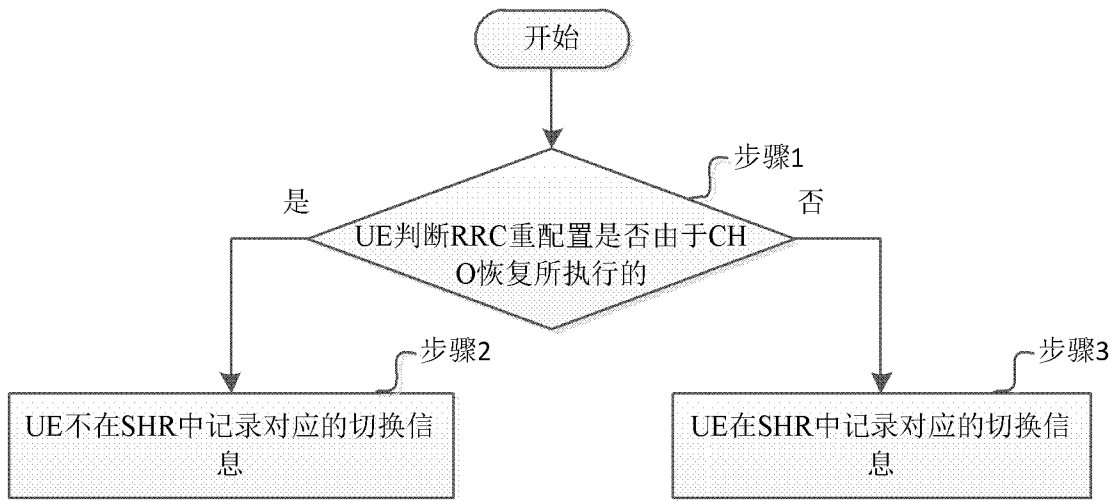 开始
步骤1
是
否
UE判断RRC重配置是否由于CH
O恢复所执行的
步骤2
步骤3
UE不在SHR中记录对应的切换信
息
UE在SHR中记录对应的切换信
息